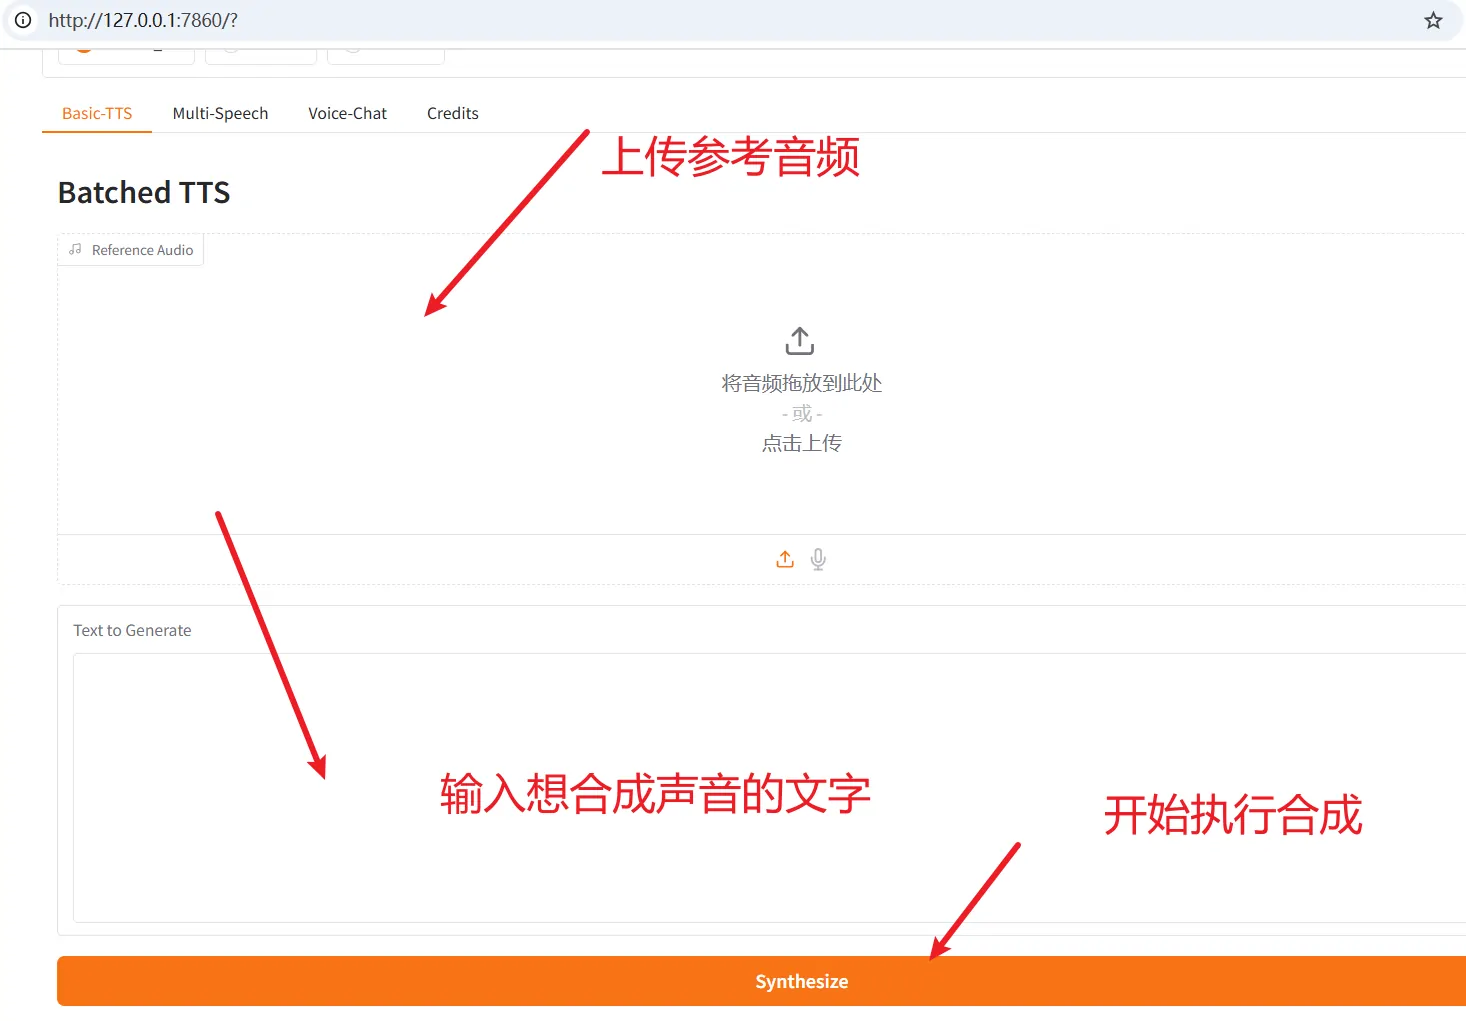 http://127.0.0.1:7860/?
Basic-TTS Multi-Speech Voice-Chat Credits
上传参考音频
Batched TTS
Reference Audio
将音频拖放到此处
- 或 -
点击上传
Text to Generate
输入想合成声音的文字
开始执行合成
Synthesize